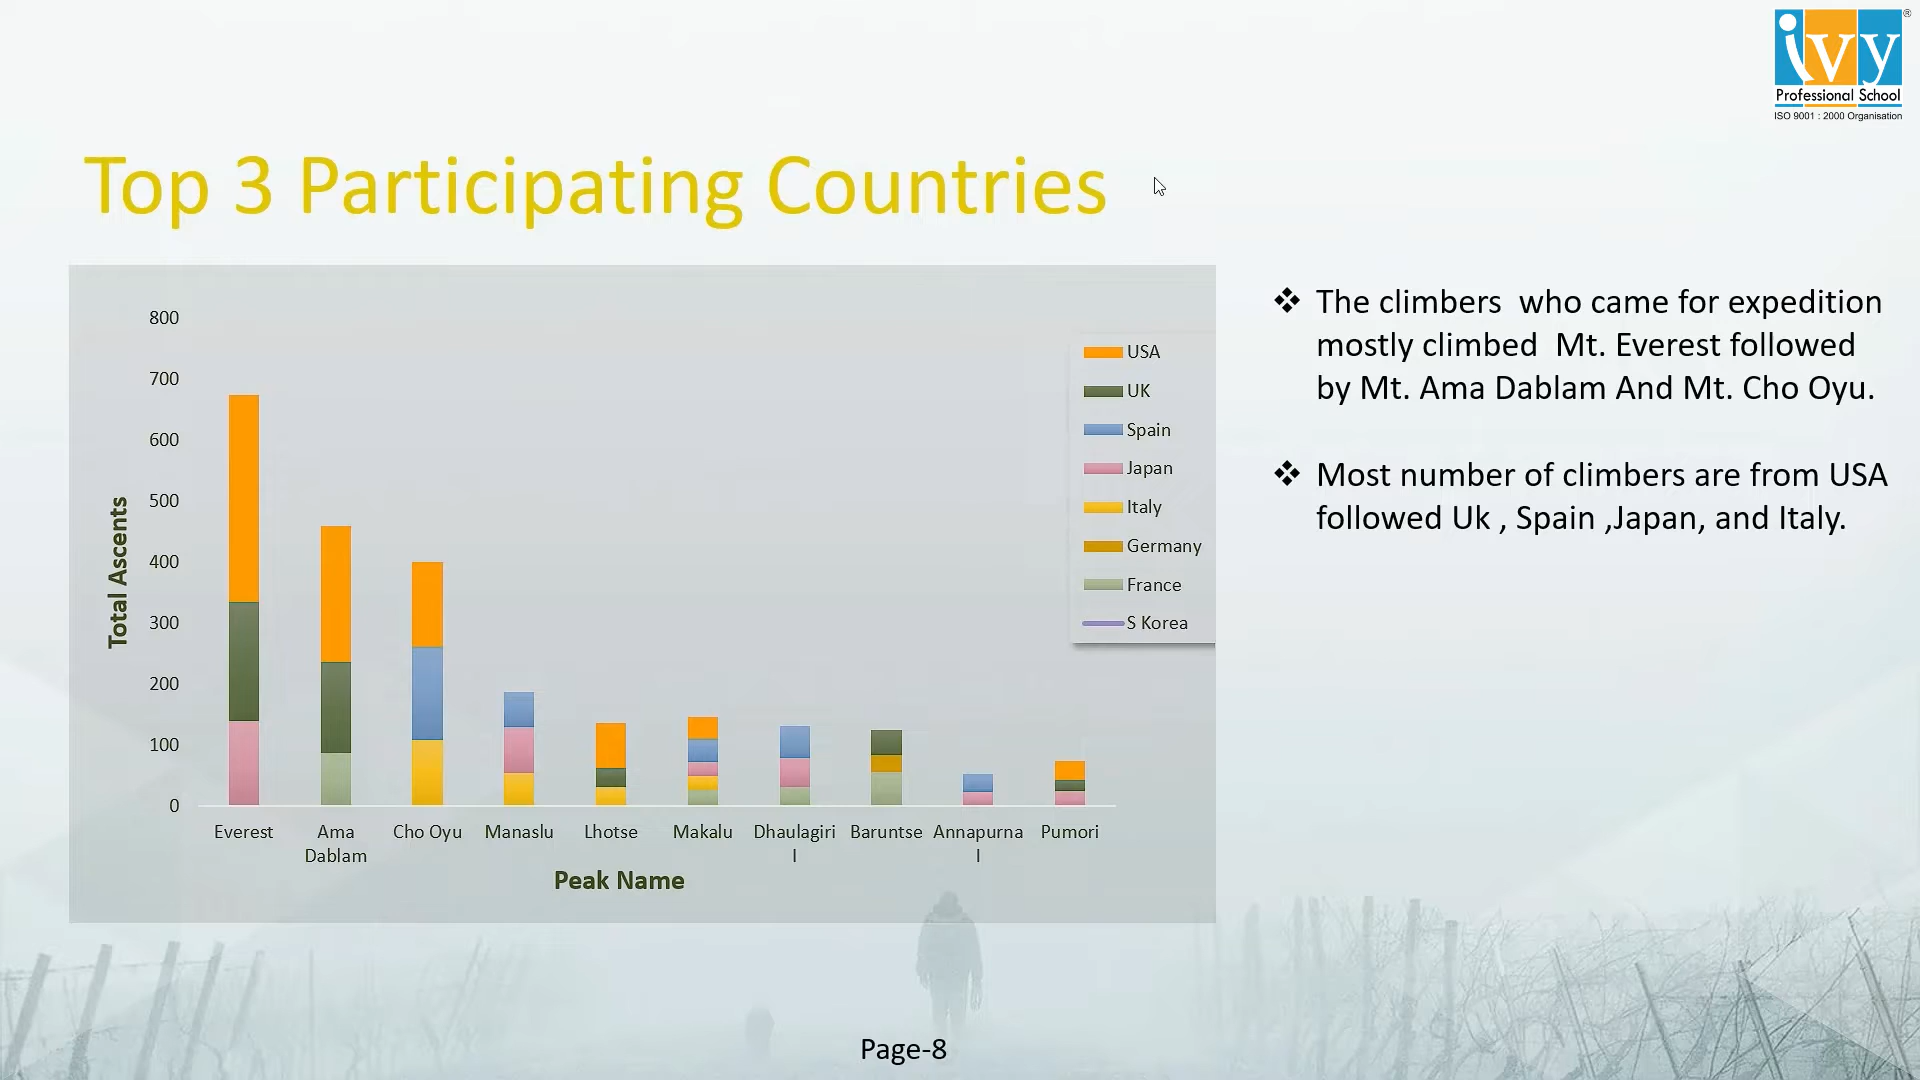 ivy
®
Professional School
ISO 9001 : 2000 Organisation
Top 3 Participating Countries
800
700
600
500
400
300
200
100
0
Total Ascents
USA
UK
Spain
Japan
Italy
Germany
France
S Korea
Everest
Ama
Dablam
Cho Oyu
Manaslu
Lhotse
Makalu
Dhaulagiri
I
Baruntse
Annapurna
I
Pumori
Peak Name
❖ The climbers who came for expedition
mostly climbed Mt. Everest followed
by Mt. Ama Dablam And Mt. Cho Oyu.
❖ Most number of climbers are from USA
followed Uk , Spain ,Japan, and Italy.
Page-8